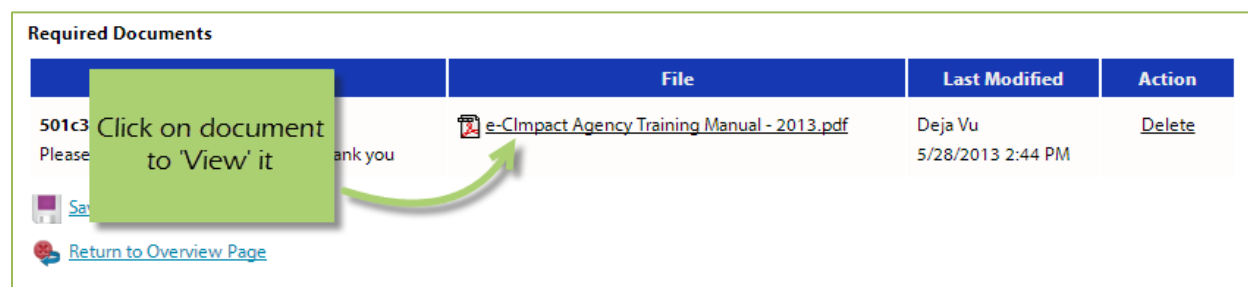 Required Documents
File Last Modified Action
501c3
Click on document
to 'View' it
e-CImpact Agency Training Manual - 2013.pdf
Deja Vu
Delete
Please
ank you
5/28/2013 2:44 PM
Sa
Return to Overview Page